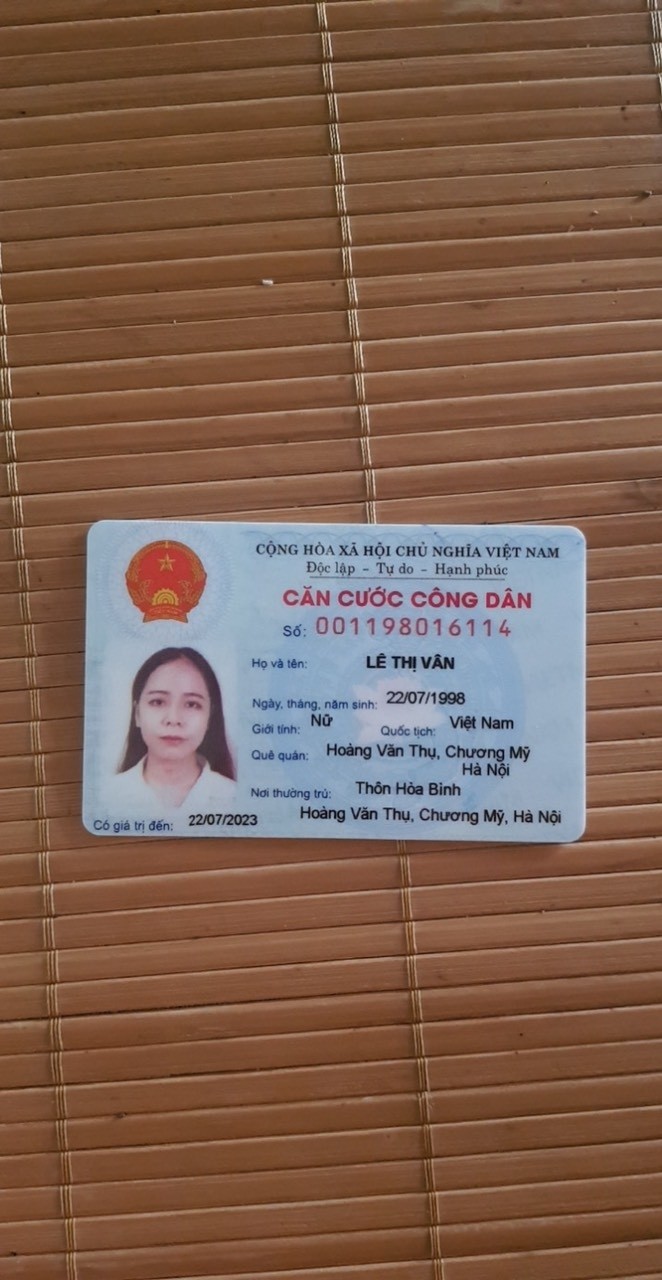 CỘNG HÒA XÃ HỘI CHỦ NGHĨA VIỆT NAM
Độc lập - Tự do - Hạnh phúc
CĂN CƯỚC CÔNG DÂN
Số: 001198016114
Họ và tên: LÊ THỊ VÂN
Ngày, tháng, năm sinh: 22/07/1998
Giới tính: Nữ Quốc tịch: Việt Nam
Quê quán: Hoàng Văn Thụ, Chương Mỹ
Hà Nội
Nơi thường trú: Thôn Hòa Bình
Hoàng Văn Thụ, Chương Mỹ, Hà Nội
Có giá trị đến: 22/07/2023